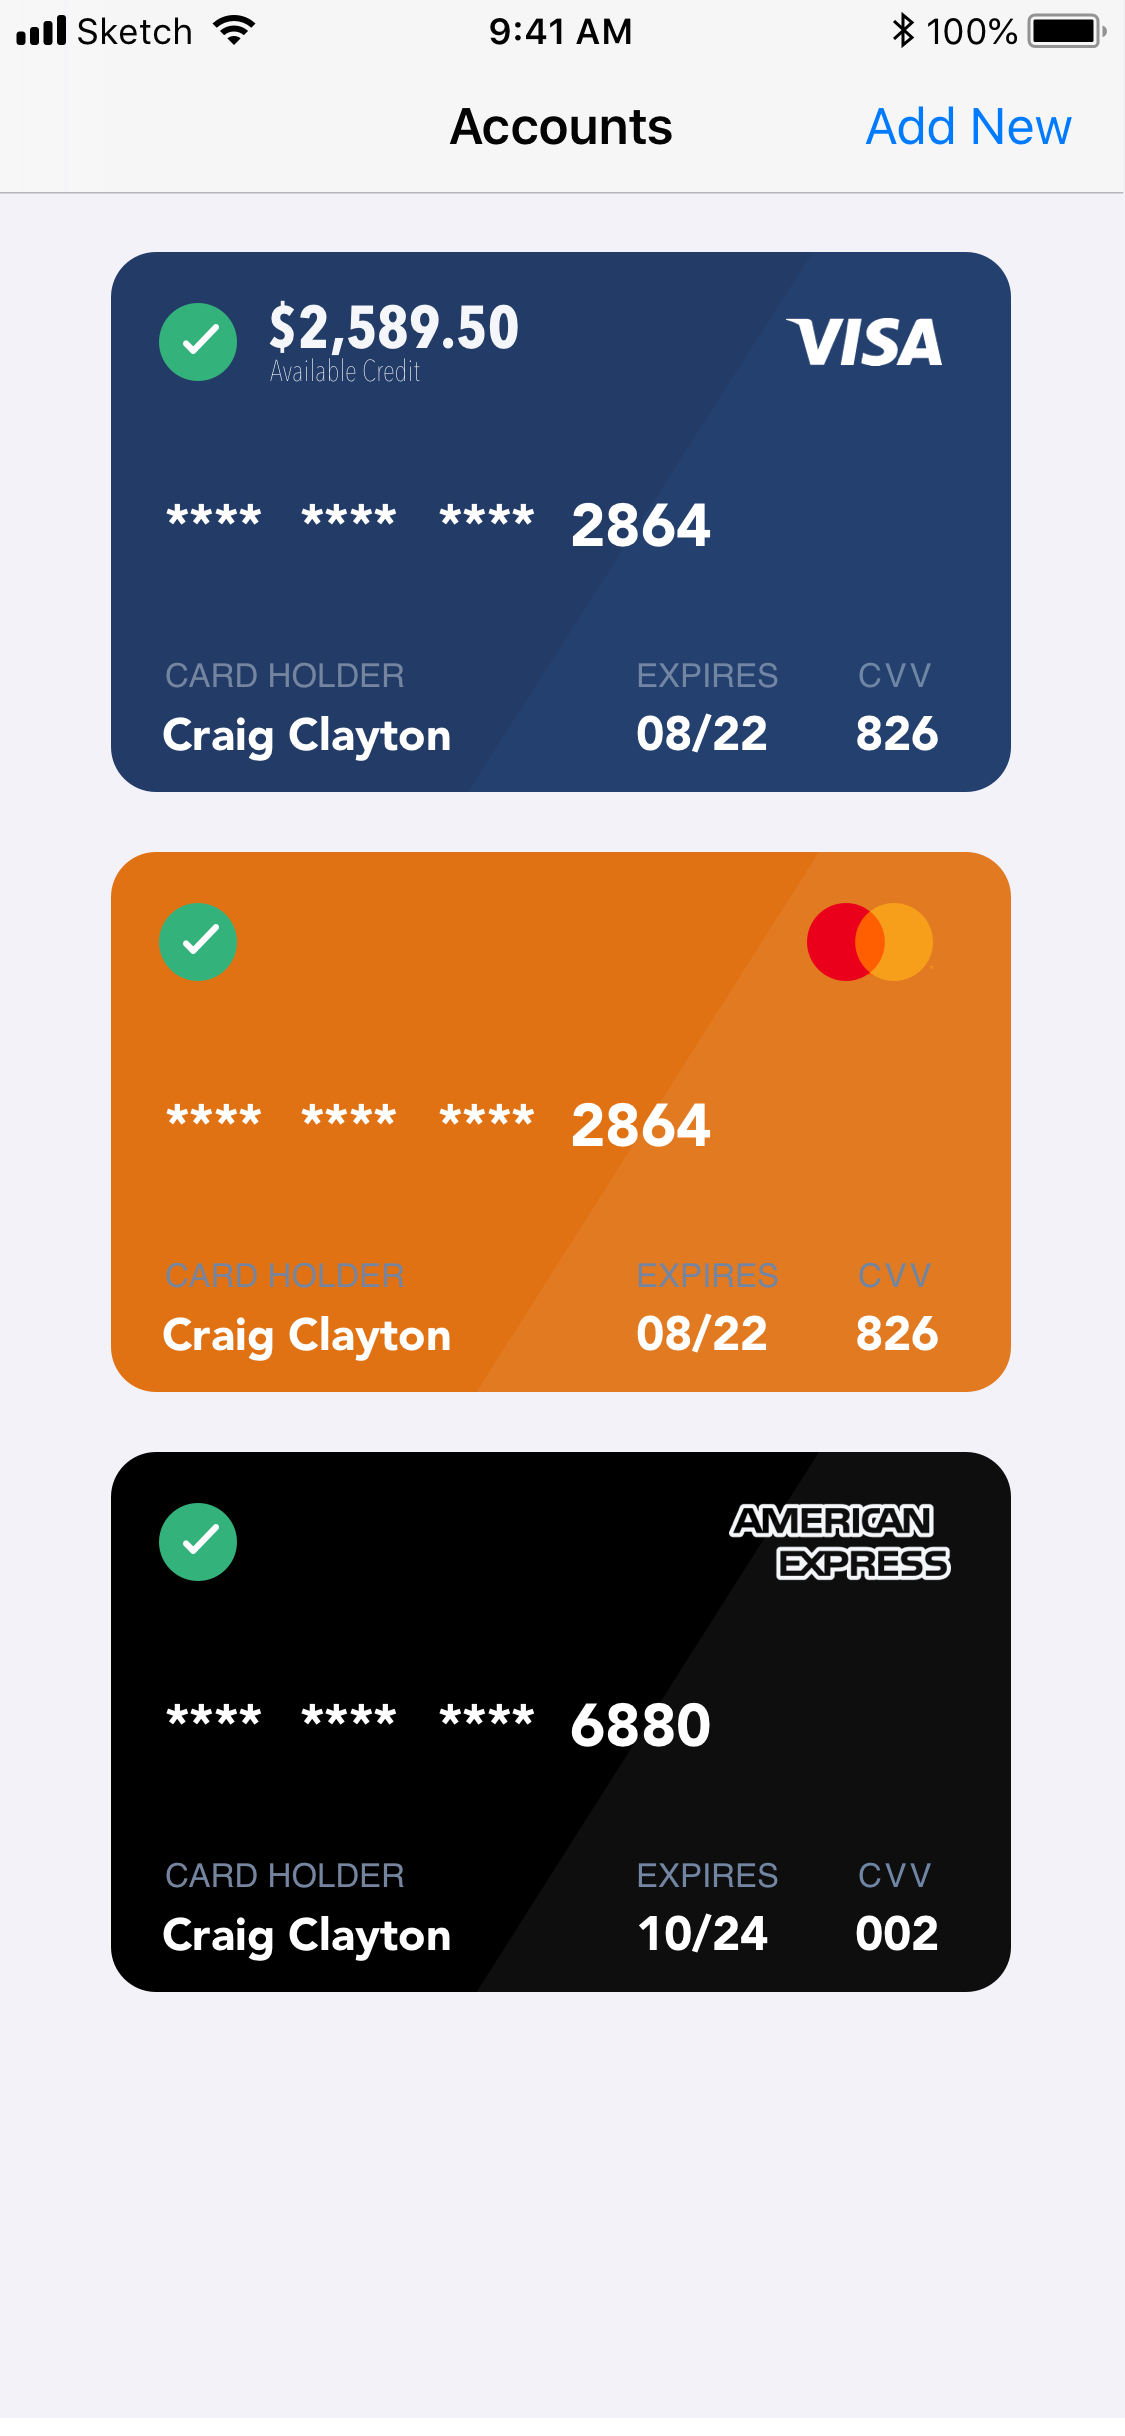 Sketch 9:41 AM 100%
Accounts Add New
$2,589.50 VISA
Available Credit
**** **** **** 2864
CARD HOLDER EXPIRES CVV
Craig Clayton 08/22 826
**** **** **** 2864
CARD HOLDER EXPIRES CVV
Craig Clayton 08/22 826
AMERICAN
EXPRESS
**** **** **** 6880
CARD HOLDER EXPIRES CVV
Craig Clayton 10/24 002